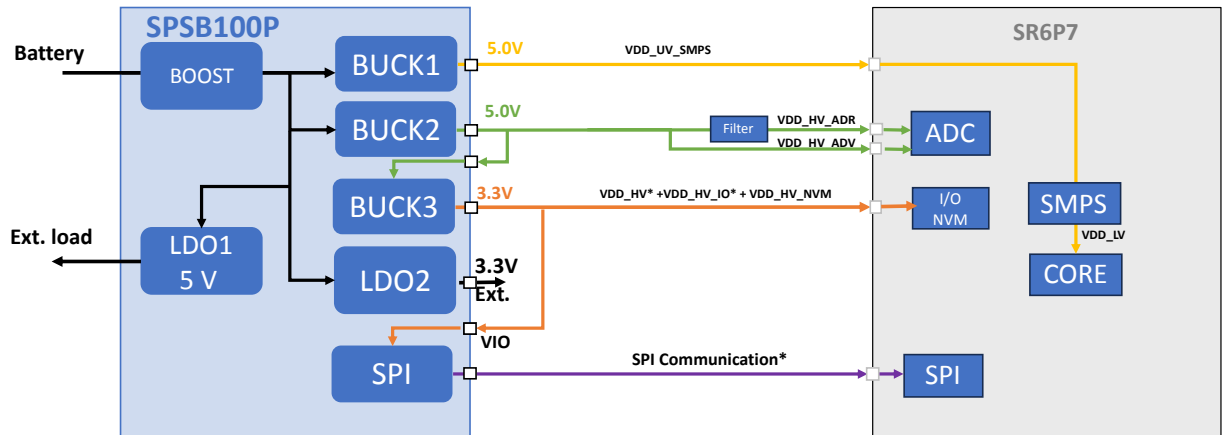 SPSB100P
SR6P7
Battery
BOOST
BUCK1
5.0V
VDD_UV_SMPS
BUCK2
5.0V
Filter
VDD_HV_ADR
VDD_HV_ADV
ADC
BUCK3
3.3V
VDD_HV* +VDD_HV_IO* + VDD_HV_NVM
I/O
NVM
SMPS
VDD_LV
CORE
Ext. load
LDO1
5 V
LDO2
3.3V
Ext.
VIO
SPI
SPI Communication*
SPI